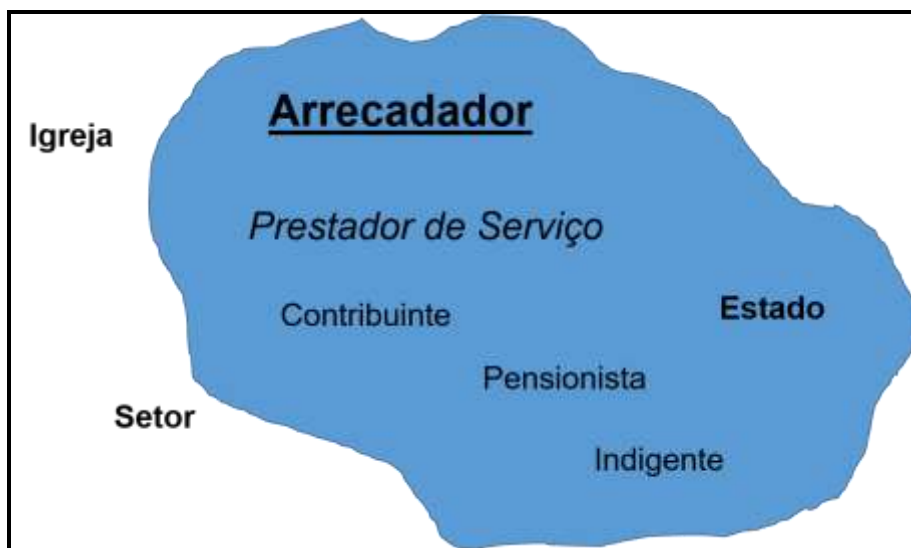 Arrecadador
Igreja
Prestador de Serviço
Contribuinte
Estado
Pensionista
Setor
Indigente